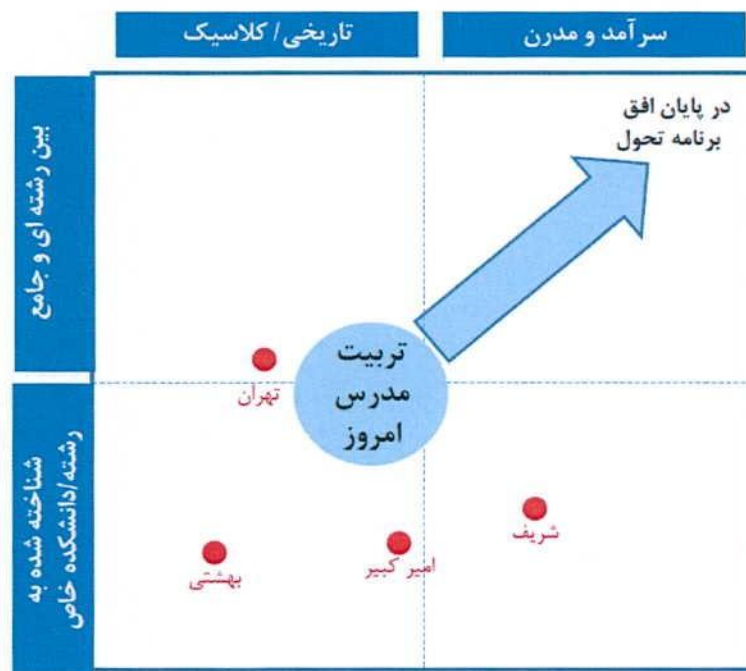 سرآمد و مدرن
تاریخی/ کلاسیک
در پایان افق
برنامه تحول
بین رشته ای و جامع
تربیت
مدرس
امروز
تهران
شناخته شده به
رشته/دانشکده خاص
شریف
امیر کبیر
بهشتی